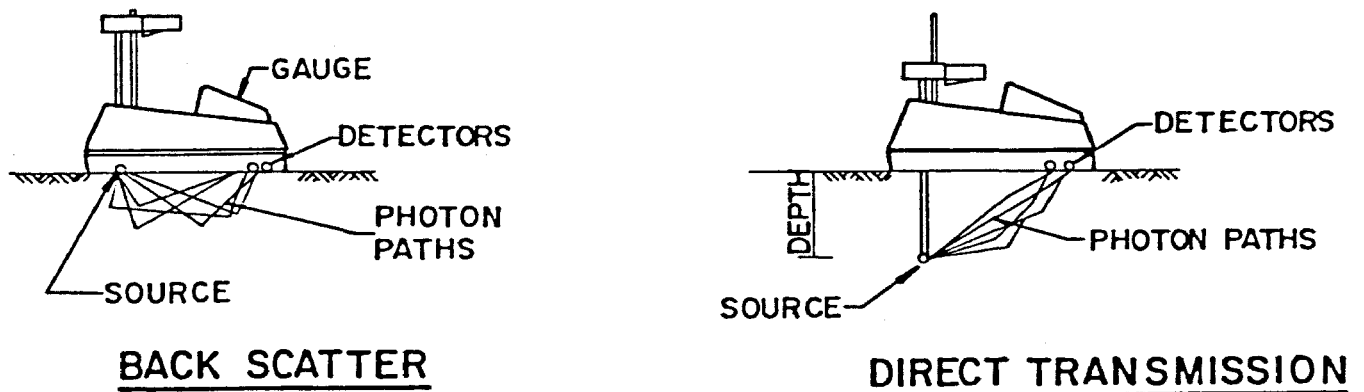 GAUGE
DETECTORS
PHOTON
PATHS
SOURCE
BACK SCATTER
DETECTORS
DEPTH
PHOTON PATHS
SOURCE
DIRECT TRANSMISSION